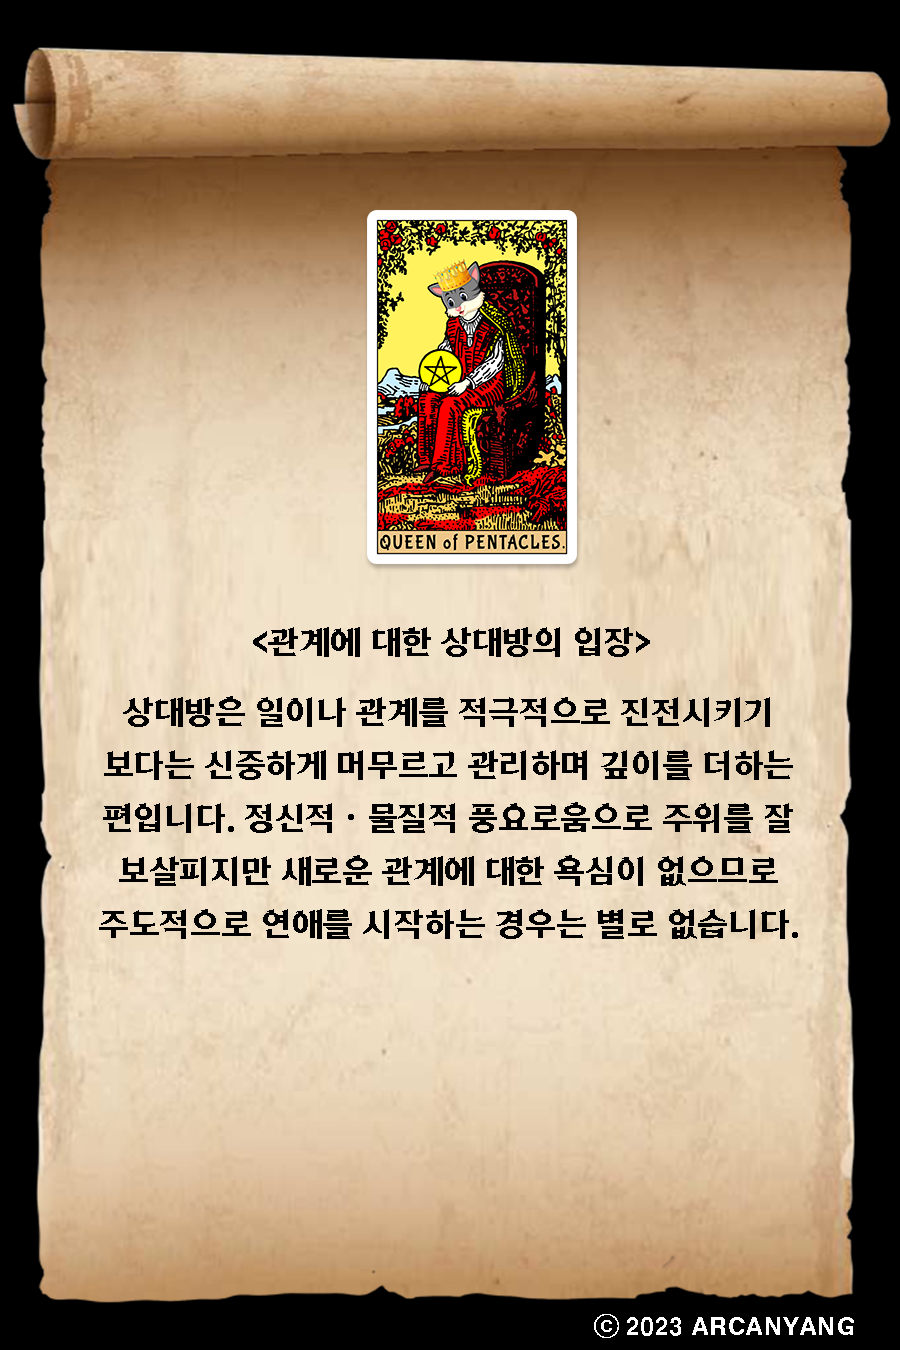 QUEEN of PENTACLES.
<관계에 대한 상대방의 입장>
상대방은 일이나 관계를 적극적으로 진전시키기
보다는 신중하게 머무르고 관리하며 깊이를 더하는
편입니다. 정신적 · 물질적 풍요로움으로 주위를 잘
보살피지만 새로운 관계에 대한 욕심이 없으므로
주도적으로 연애를 시작하는 경우는 별로 없습니다.
ⓒ 2023 ARCANYANG